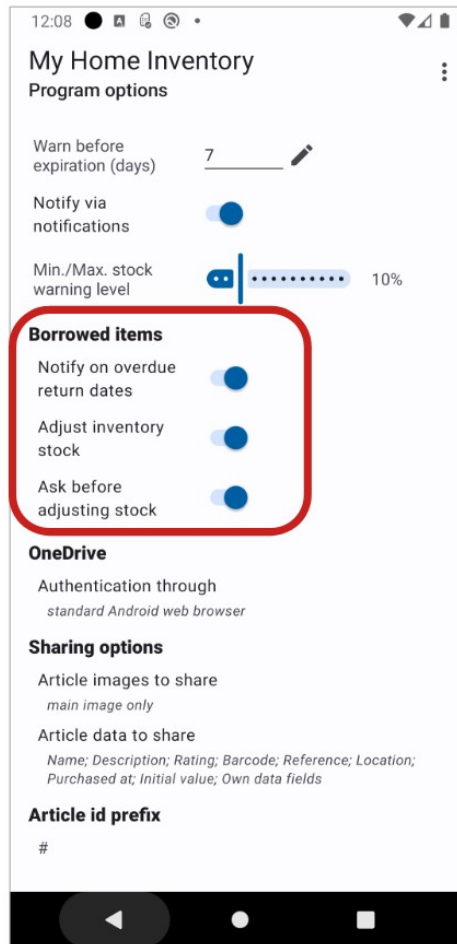 12:08
My Home Inventory
Program options
Warn before
expiration (days)
7
Notify via
notifications
Min./Max. stock
warning level
10%
Borrowed items
Notify on overdue
return dates
Adjust inventory
stock
Ask before
adjusting stock
OneDrive
Authentication through
standard Android web browser
Sharing options
Article images to share
main image only
Article data to share
Name; Description; Rating; Barcode; Reference; Location;
Purchased at; Initial value; Own data fields
Article id prefix
#